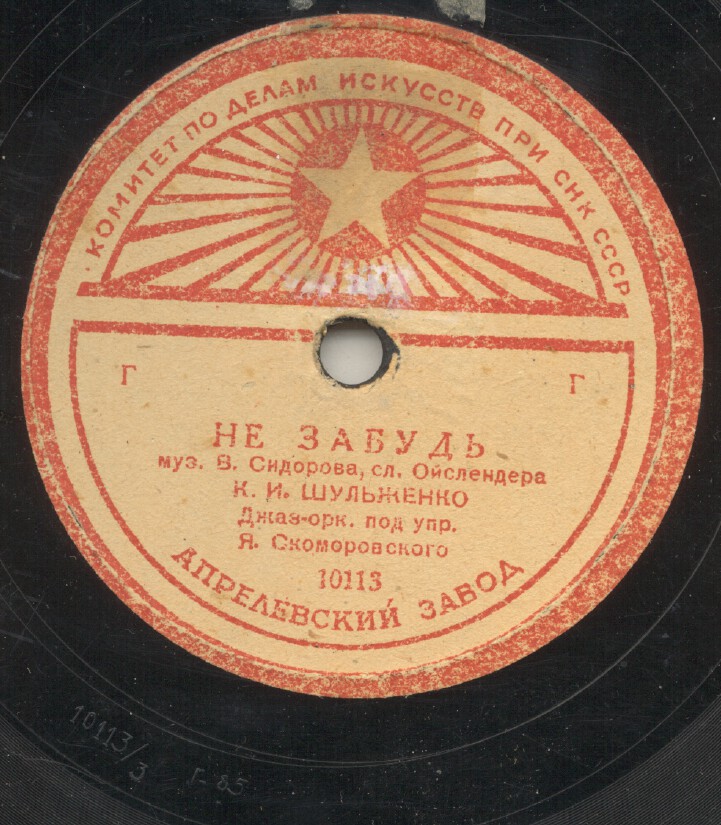 КОМИТЕТ ПО ДЕЛАМ ИСКУССТВ ПРИ СНК СССР
Г Г
НЕ ЗАБУДЬ
муз. В. Сидорова, сл. Ойслендера
К. И. ШУЛЬЖЕНКО
Джаз-орк. под упр.
Я. Скоморовского
10113
АПРЕЛЕВСКИЙ ЗАВОД
10113/3 Г-85